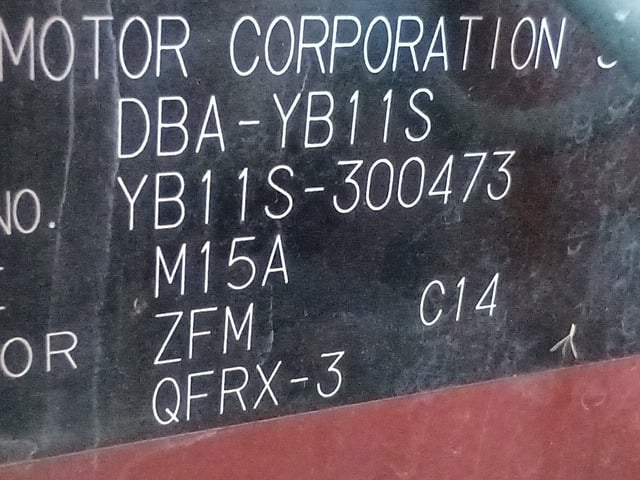 MOTOR CORPORATION
DBA-YB11S
NO. YB11S-300473
M15A
OR ZFM C14
QFRX-3